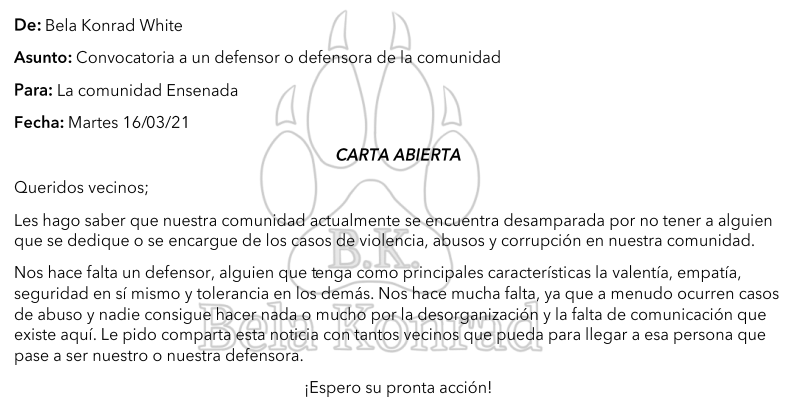 De: Bela Konrad White
Asunto: Convocatoria a un defensor o defensora de la comunidad
Para: La comunidad Ensenada
Fecha: Martes 16/03/21
CARTA ABIERTA
Queridos vecinos;
Les hago saber que nuestra comunidad actualmente se encuentra desamparada por no tener a alguien
que se dedique o se encargue de los casos de violencia, abusos y corrupción en nuestra comunidad.
Nos hace falta un defensor, alguien que tenga como principales características la valentía, empatía,
seguridad en sí mismo y tolerancia en los demás. Nos hace mucha falta, ya que a menudo ocurren casos
de abuso y nadie consigue hacer nada o mucho por la desorganización y la falta de comunicación que
existe aquí. Le pido comparta esta noticia con tantos vecinos que pueda para llegar a esa persona que
pase a ser nuestro o nuestra defensora.
¡Espero su pronta acción!
B.K.
Bela Konrad